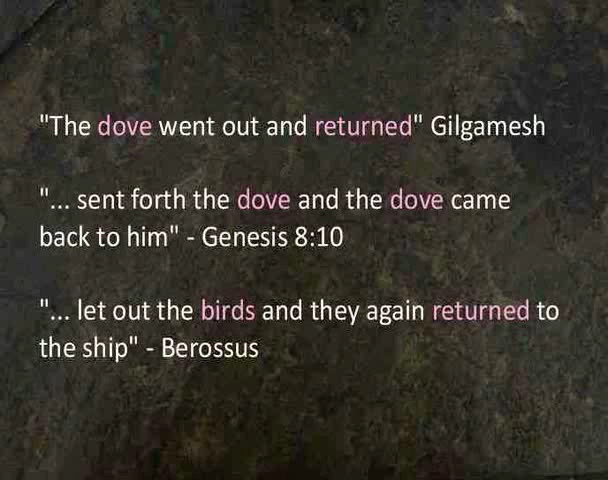 "The dove went out and returned" Gilgamesh
"... sent forth the dove and the dove came
back to him" - Genesis 8:10
"... let out the birds and they again returned to
the ship" - Berossus